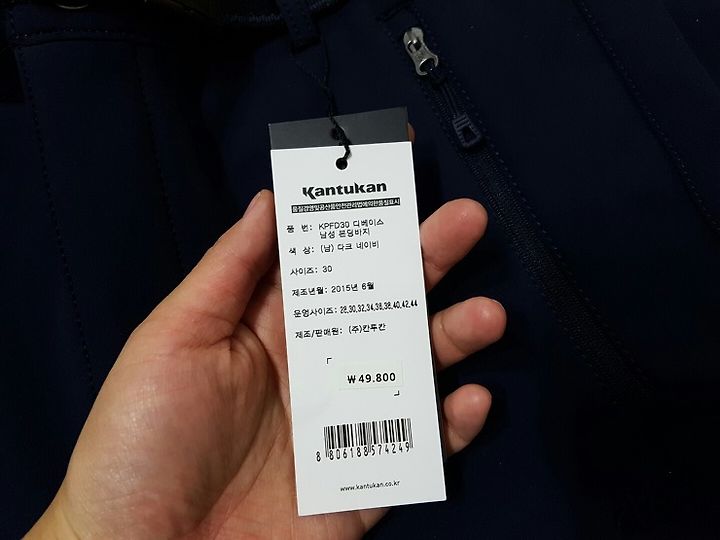 Kantukan
품질경영및공산품안전관리법에의한품질표시
품 번: KPFD30 디베이스
남성 본딩바지
색 상: (남) 다크 네이비
사이즈: 30
제조년월: 2015년 6월
운영사이즈: 28,30,32,34,36,38,40,42,44
제조/판매원: (주)칸투칸
₩49.800
8 806188 574249
www.kantukan.co.kr